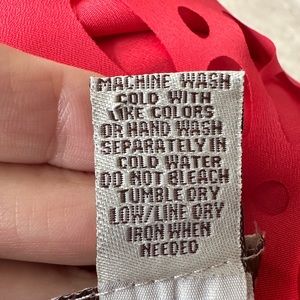 MACHINE WASH
COLD WITH
LIKE COLORS
OR HAND WASH
SEPARATELY IN
COLD WATER
DO NOT BLEACH
TUMBLE DRY
LOW/LINE DRY
IRON WHEN
NEEDED